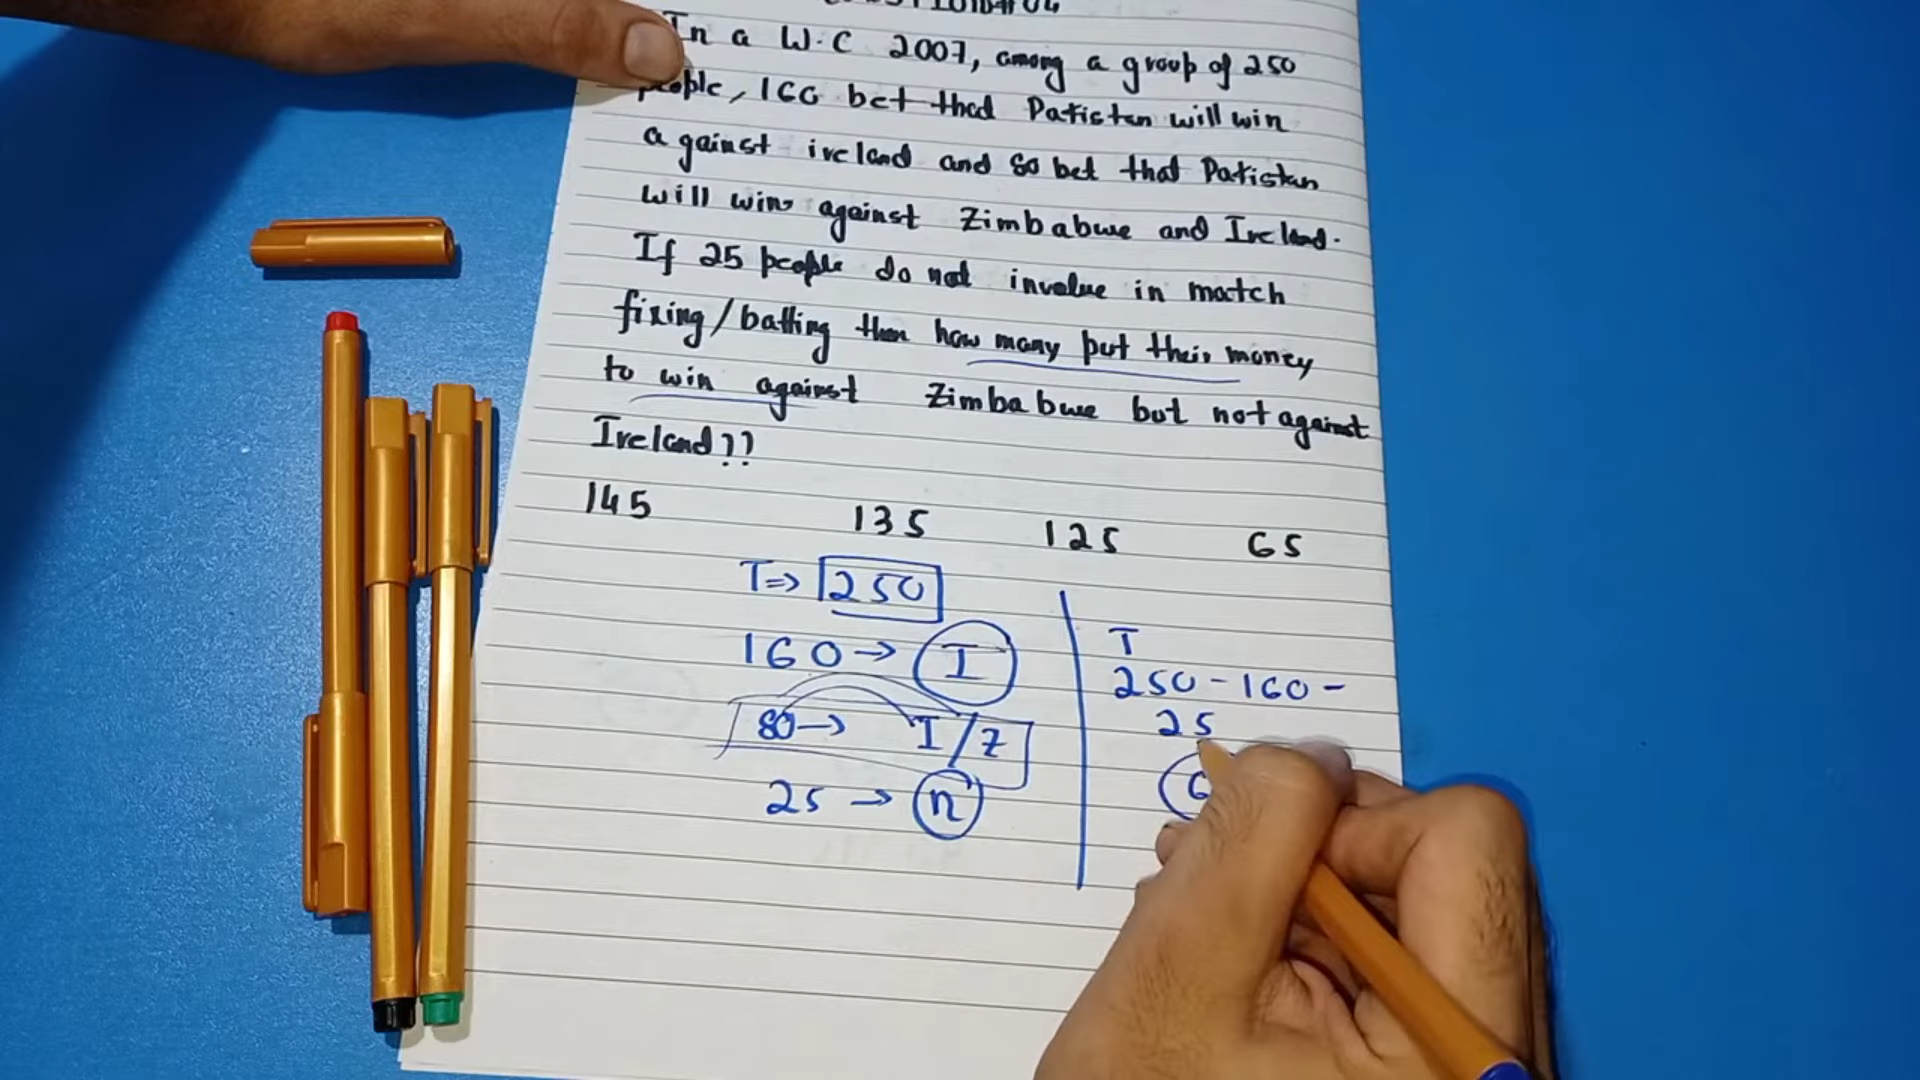 In a W.C 2007, among a group of 250
people, 160 bet that Pakistan will win
against ireland and 80 bet that Pakistan
will win against Zimbabwe and Ireland.
If 25 people do not involve in match
fixing/batting then how many put their money
to win against Zimbabwe but not against
Ireland??
145 135 125 65
T => 250
160 -> I
80 -> I/Z
25 -> n
T
250 - 160 -
25
6